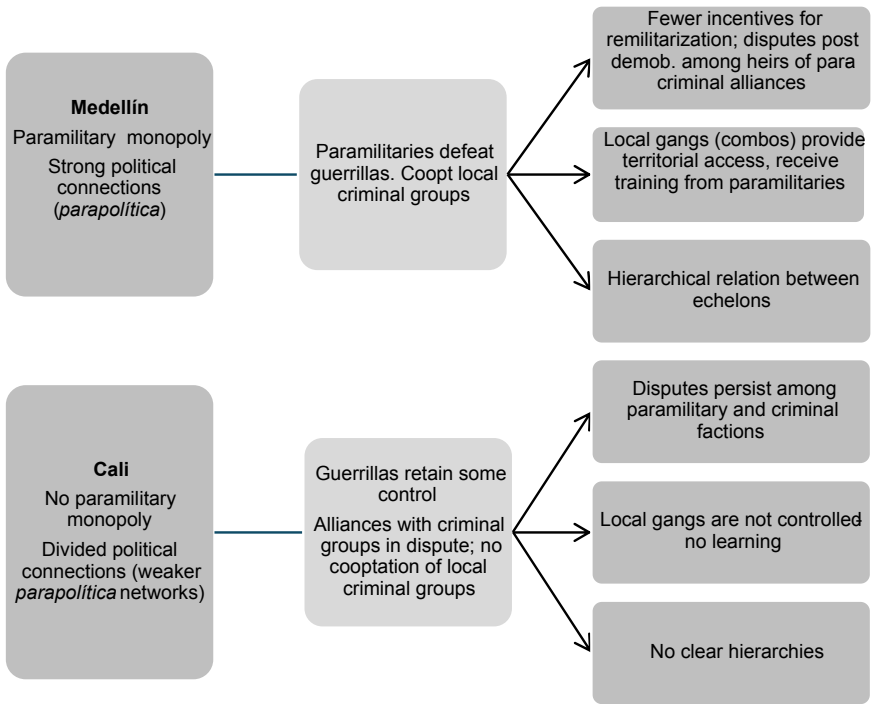 Medellín
Paramilitary monopoly
Strong political
connections
(parapolítica)
Paramilitaries defeat
guerrillas. Coopt local
criminal groups
Fewer incentives for
remilitarization; disputes post
demob. among heirs of para
criminal alliances
Local gangs (combos) provide
territorial access, receive
training from paramilitaries
Hierarchical relation between
echelons
Cali
No paramilitary
monopoly
Divided political
connections (weaker
parapolítica networks)
Guerrillas retain some
control
Alliances with criminal
groups in dispute; no
cooptation of local
criminal groups
Disputes persist among
paramilitary and criminal
factions
Local gangs are not controlled-
no learning
No clear hierarchies